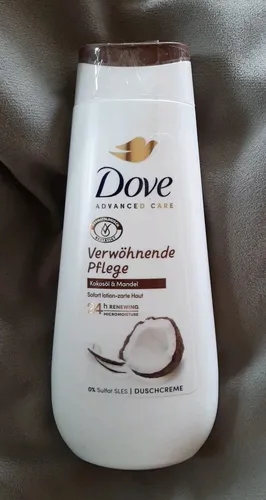 Dove
ADVANCED CARE
Verwöhnende
Pflege
Kokosöl & Mandel
Sofort lotion-zarte Haut
24h RENEWING
MICROMOISTURE
0% Sulfat SLES | DUSCHCREME